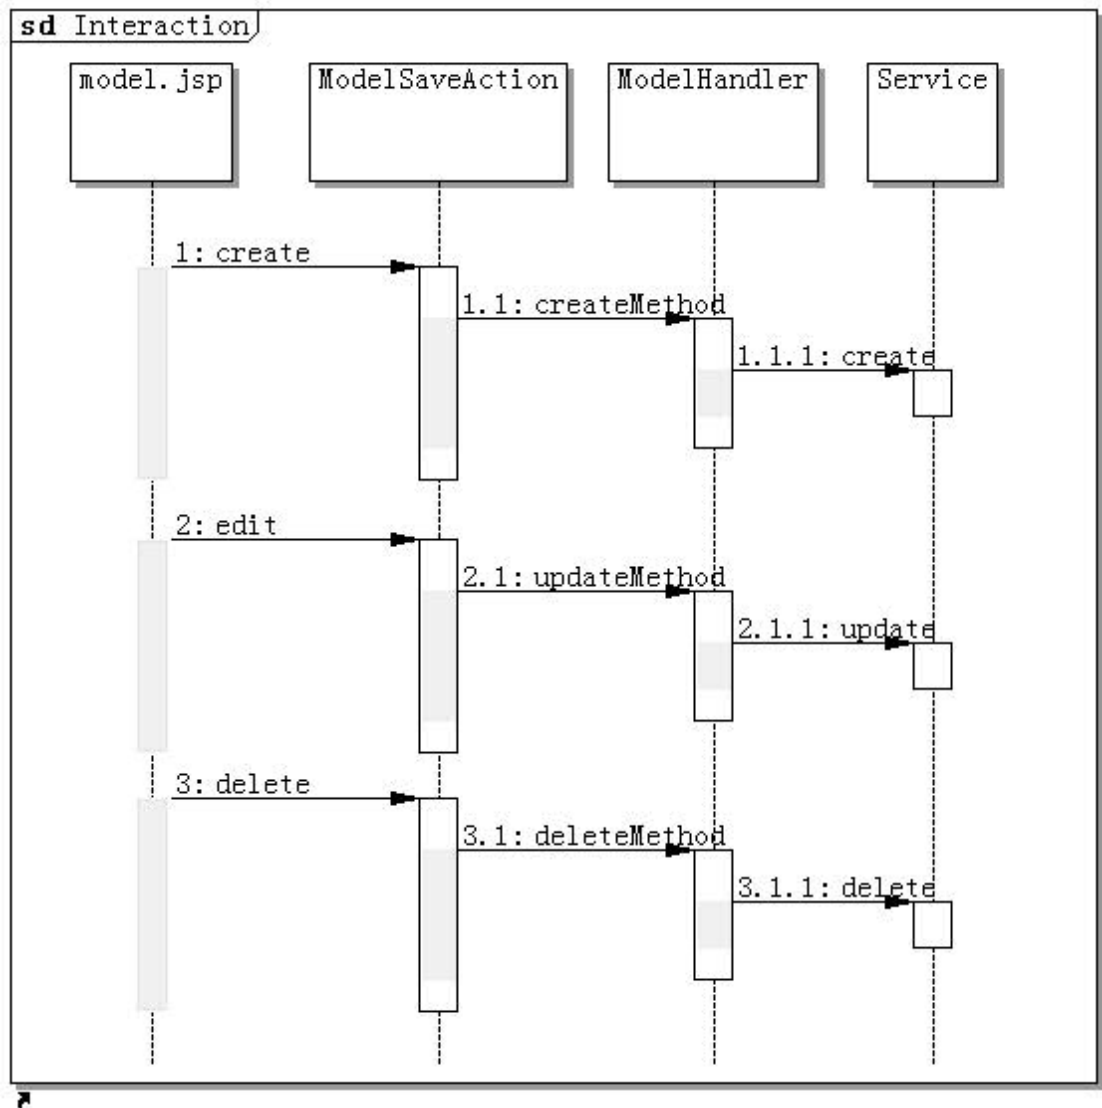 sd Interaction
model.jsp
ModelSaveAction
ModelHandler
Service
1: create
1.1: createMethod
1.1.1: create
2: edit
2.1: updateMethod
2.1.1: update
3: delete
3.1: deleteMethod
3.1.1: delete